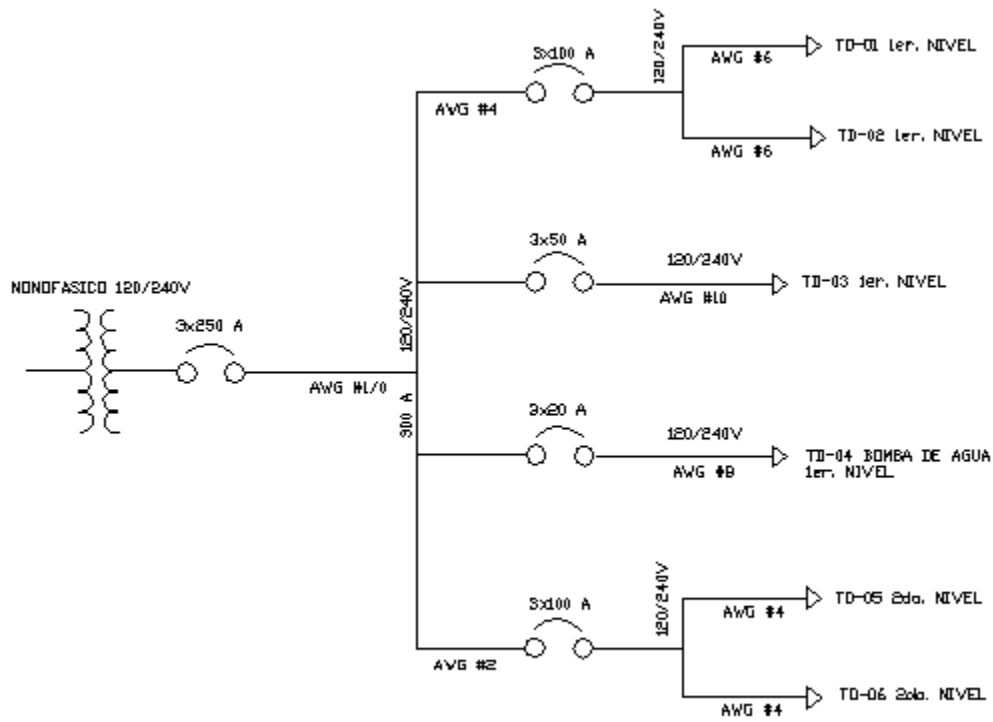 3x100 A
AWG #4
120/240V
AWG #6
TD-01 1er. NIVEL
AWG #6
TD-02 1er. NIVEL
3x50 A
120/240V
AWG #10
TD-03 1er. NIVEL
MONOFASICO 120/240V
3x250 A
AWG #1/0
120/240V
300 A
3x20 A
120/240V
AWG #8
TD-04 BOMBA DE AGUA
1er. NIVEL
3x100 A
AWG #2
120/240V
AWG #4
TD-05 2do. NIVEL
AWG #4
TD-06 2do. NIVEL